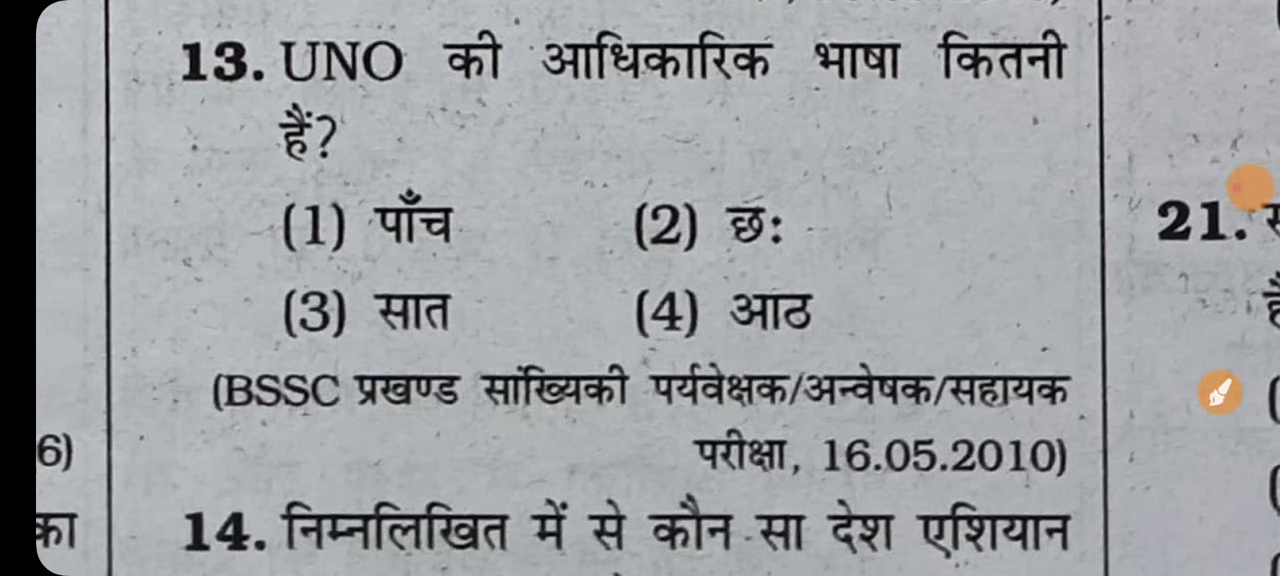 13. UNO की आधिकारिक भाषा कितनी
हैं?
(1) पाँच (2) छः
(3) सात (4) आठ
(BSSC प्रखण्ड सांख्यिकी पर्यवेक्षक/अन्वेषक/सहायक
परीक्षा, 16.05.2010)
14. निम्नलिखित में से कौन सा देश एशियान
6)
का
21.